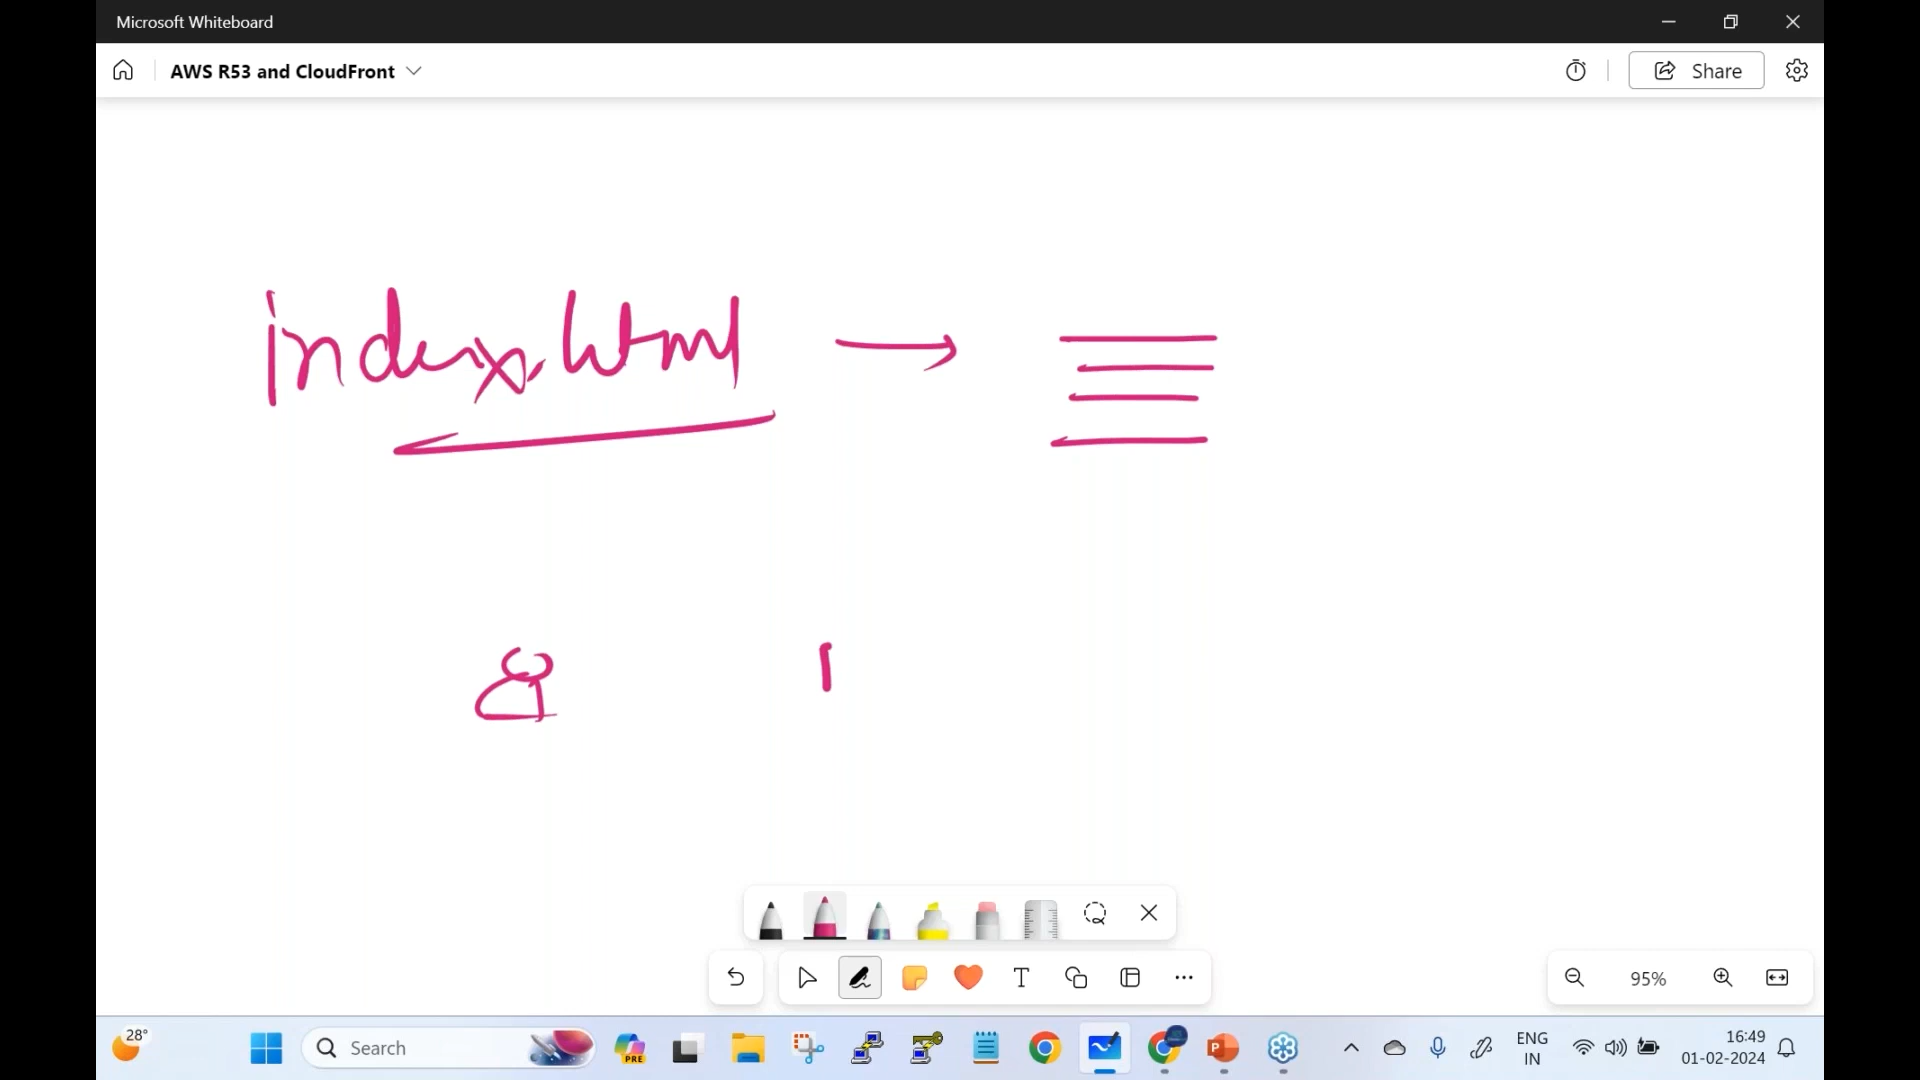 Microsoft Whiteboard
AWS R53 and CloudFront
Share
index.html
95%
28°
Search
PRE
ENG
IN
16:49
01-02-2024